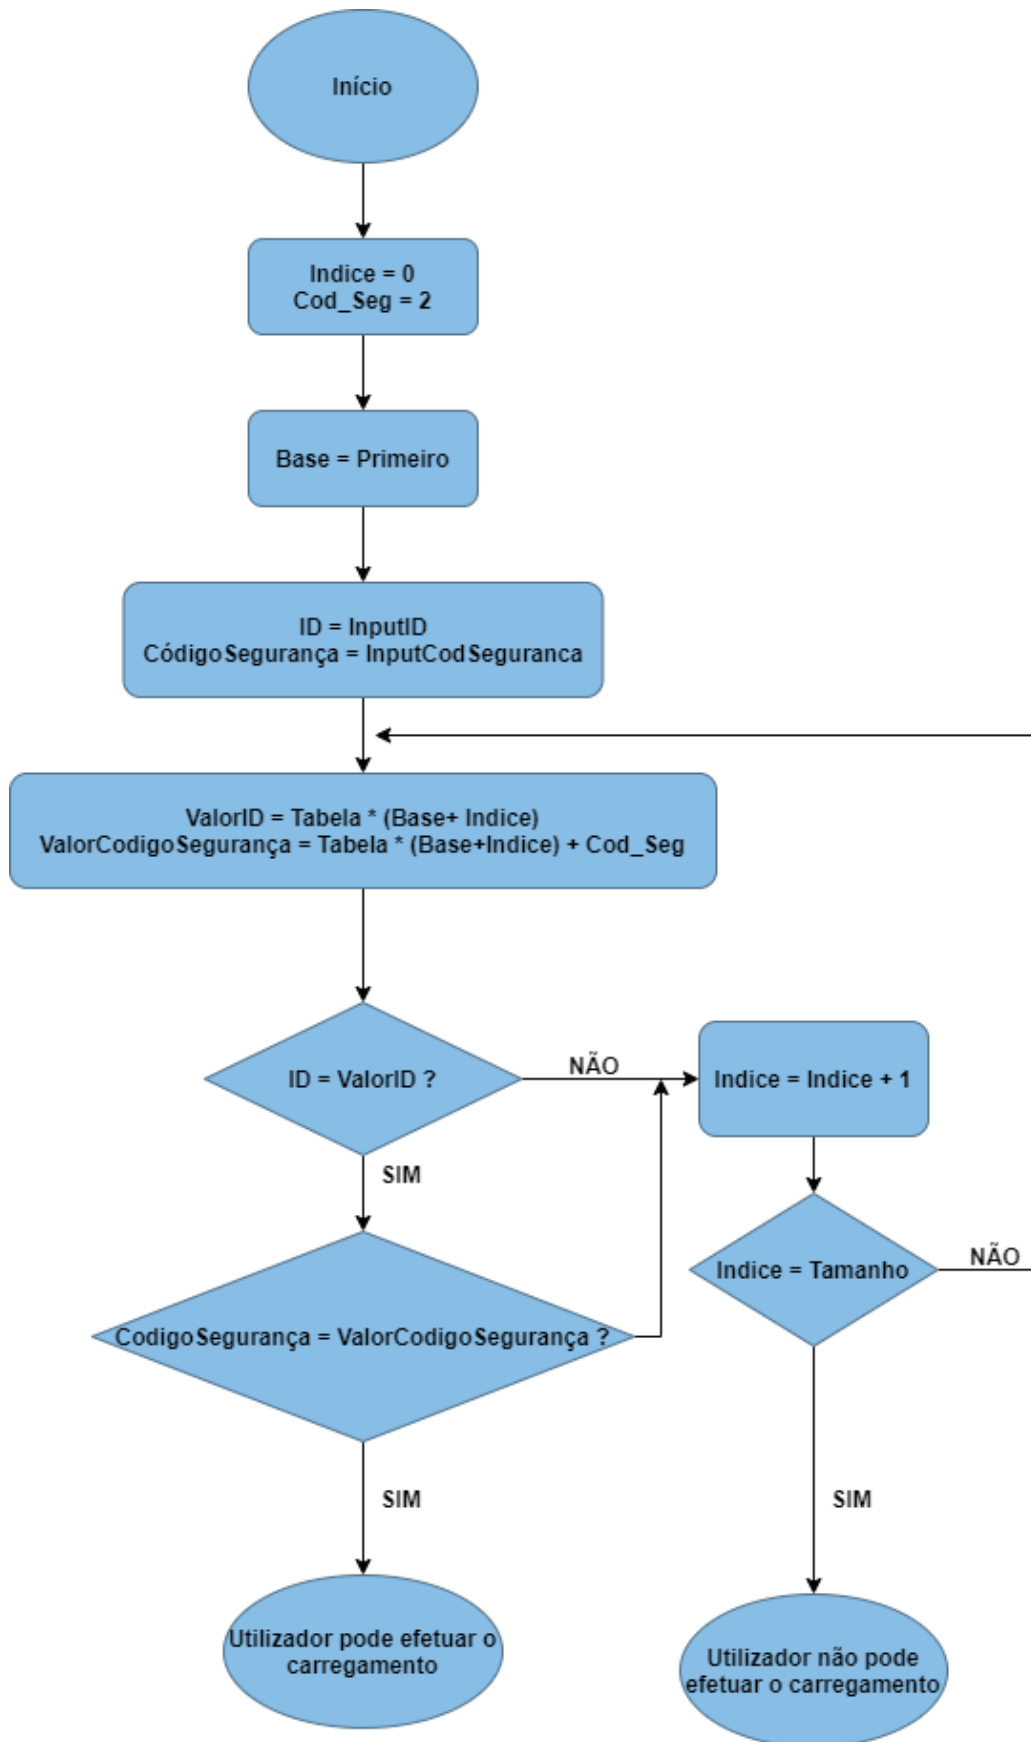 Início
Indice = 0
Cod_Seg = 2
Base = Primeiro
ID = InputID
CódigoSegurança = InputCodSeguranca
ValorID = Tabela * (Base+ Indice)
ValorCodigoSegurança = Tabela * (Base+Indice) + Cod_Seg
ID = ValorID ?
NÃO
Indice = Indice + 1
SIM
Indice = Tamanho
NÃO
CodigoSegurança = ValorCodigoSegurança ?
SIM
SIM
Utilizador pode efetuar o
carregamento
Utilizador não pode
efetuar o carregamento